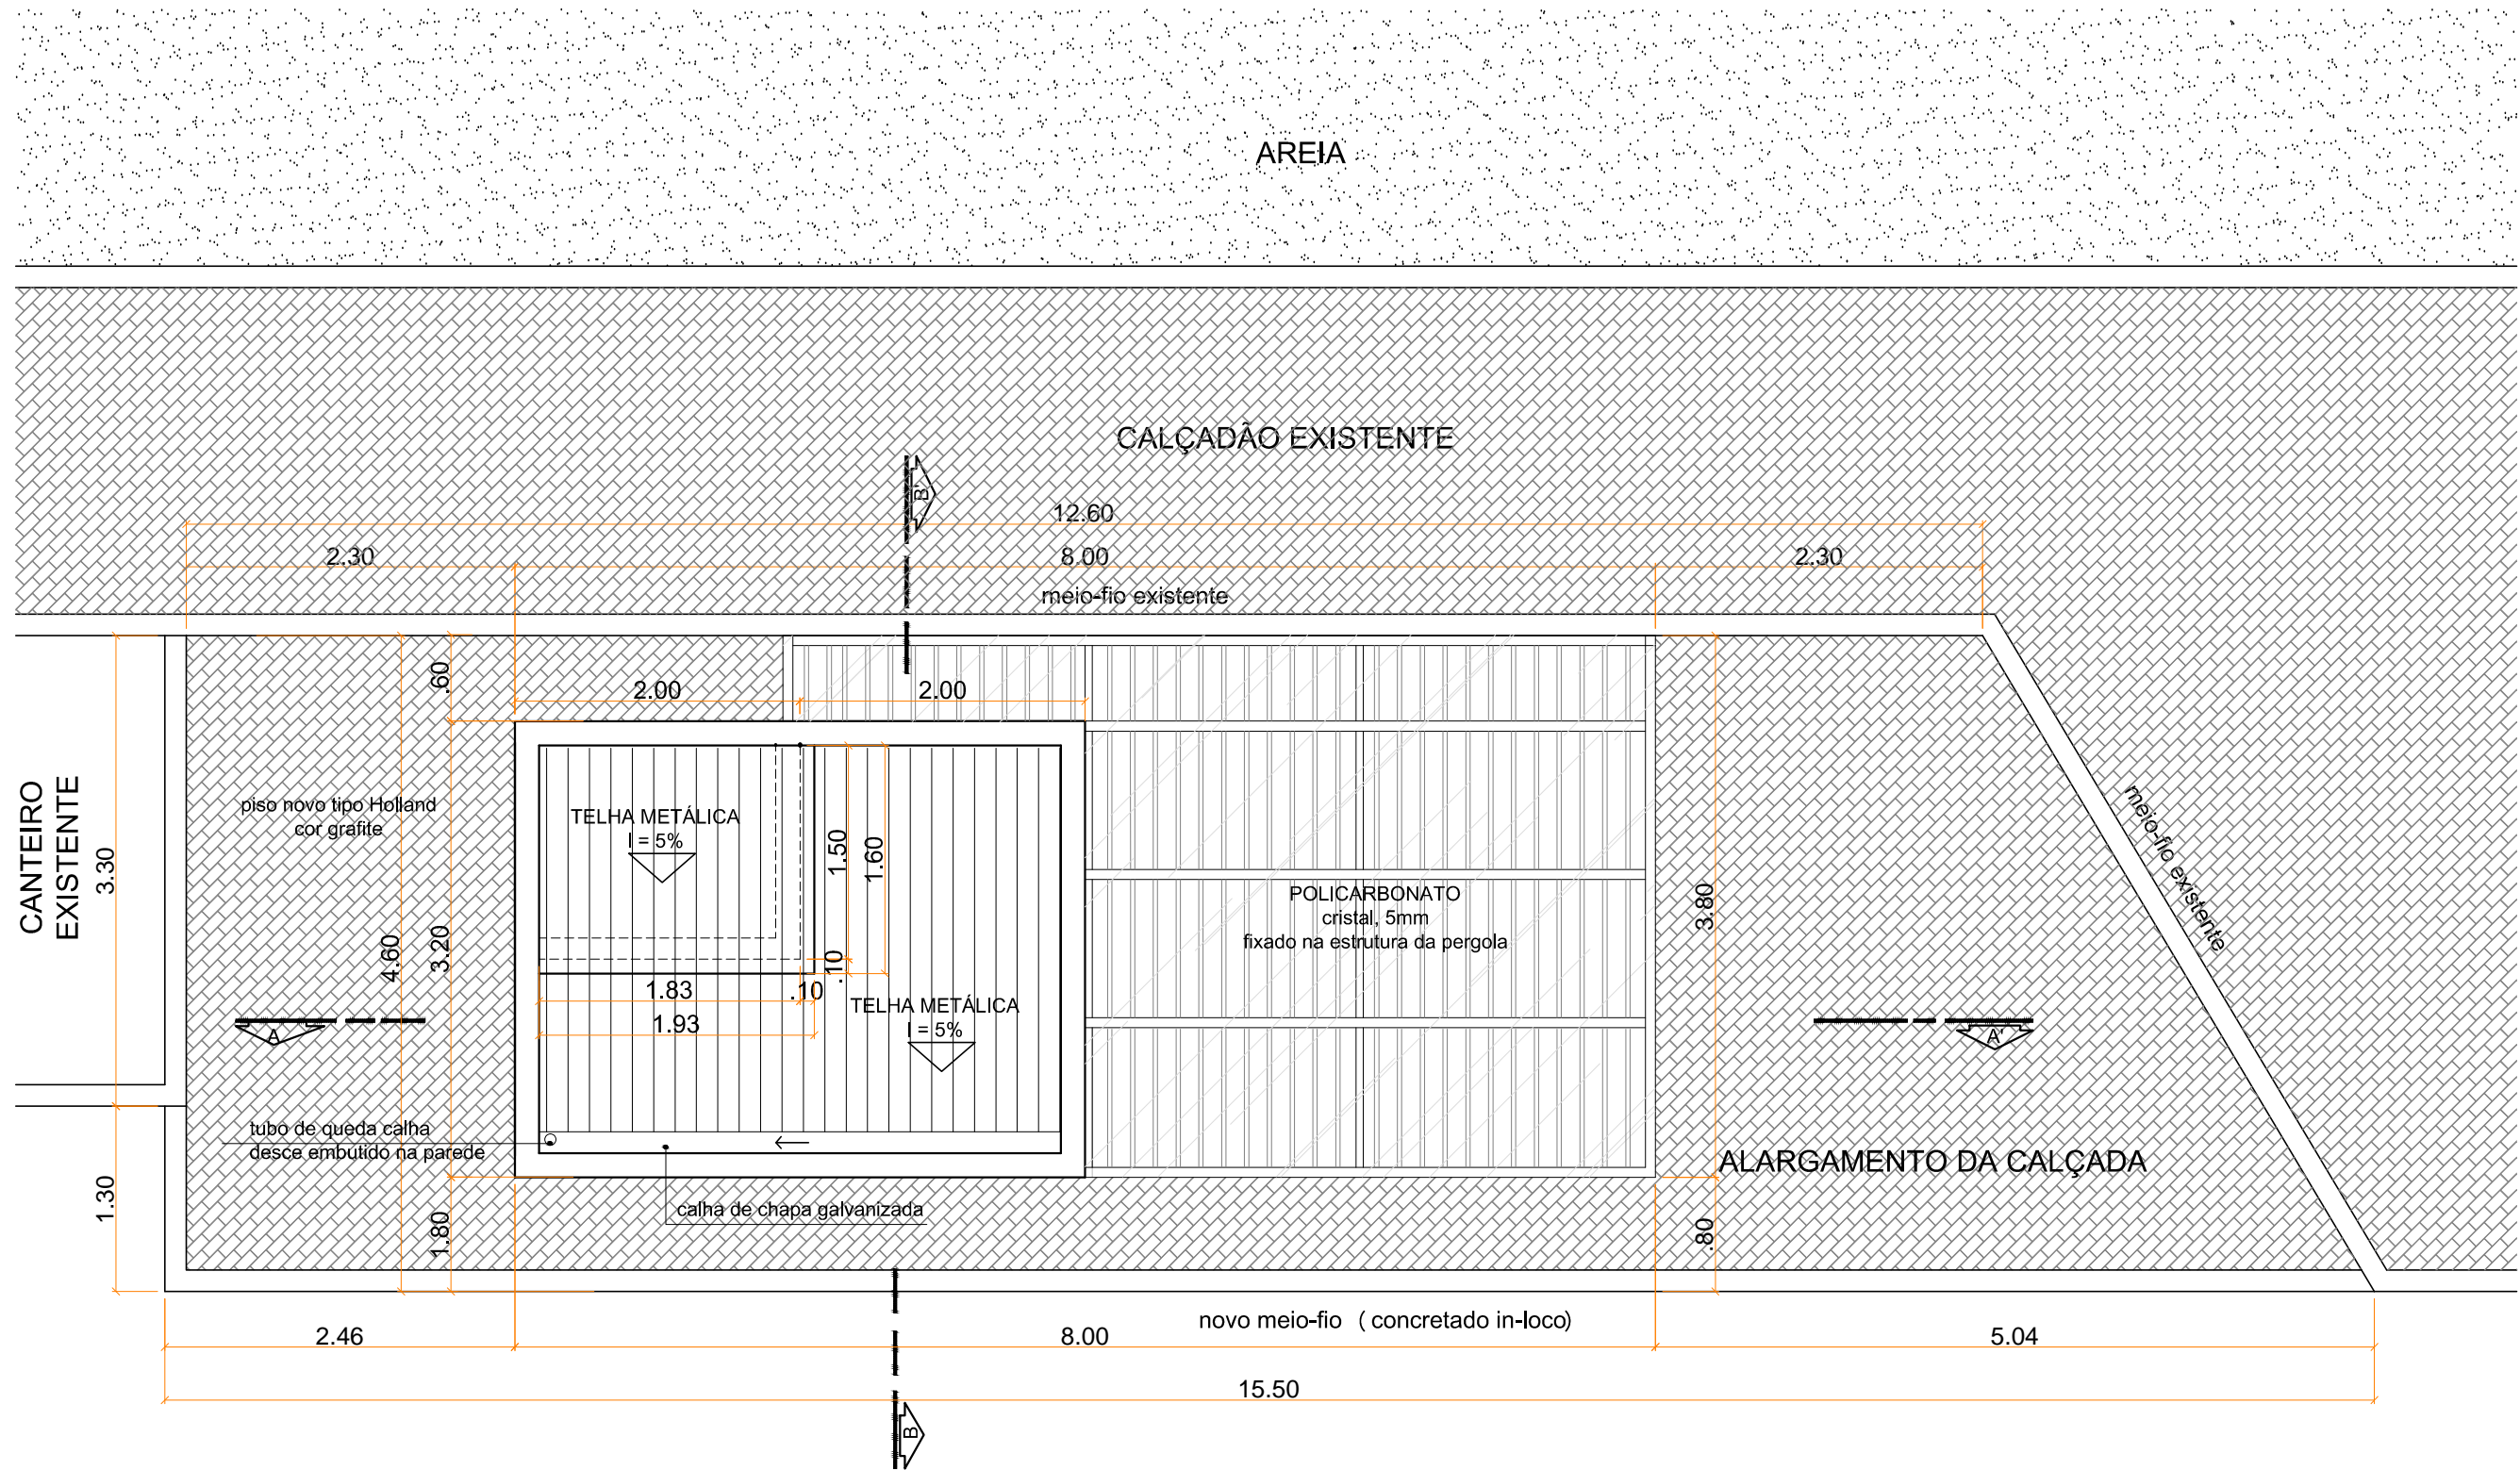 AREIA
CALÇADÃO EXISTENTE
B'
12.60
2.30
8.00
2.30
meio-fio existente
.60
2.00
2.00
CANTEIRO
EXISTENTE
3.30
piso novo tipo Holland
cor grafite
4.60
3.20
TELHA METÁLICA
I = 5%
1.50
1.60
.10
1.83
.10
1.93
TELHA METÁLICA
I = 5%
POLICARBONATO
cristal, 5mm
fixado na estrutura da pergola
3.80
meio-fio existente
A
A'
tubo de queda calha
desce embutido na parede
ALARGAMENTO DA CALÇADA
1.30
1.80
calha de chapa galvanizada
.80
novo meio-fio ( concretado in-loco)
2.46
8.00
5.04
15.50
B